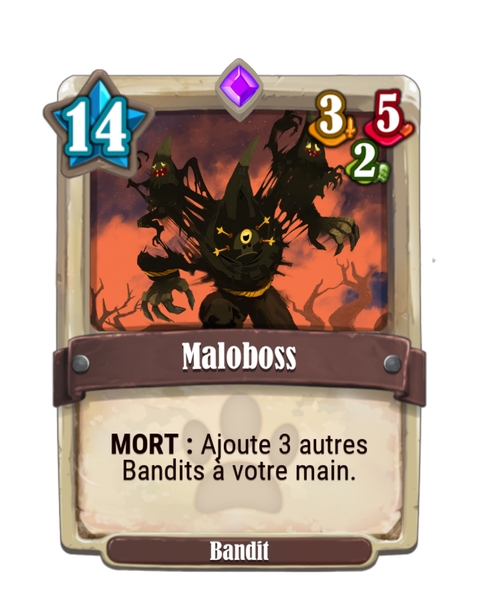 14
3
5
2
Maloboss
MORT : Ajoute 3 autres
Bandits à votre main.
Bandit